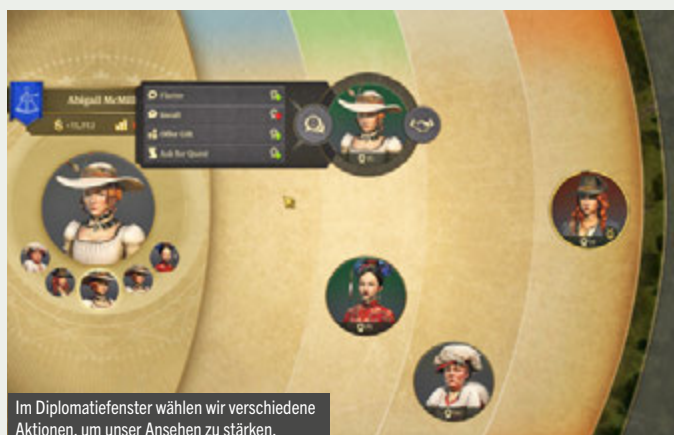 Abigail McMill
Flatter
Insult
Offer Gift
Ask for Quest
Im Diplomatiefenster wählen wir verschiedene
Aktionen, um unser Ansehen zu stärken.